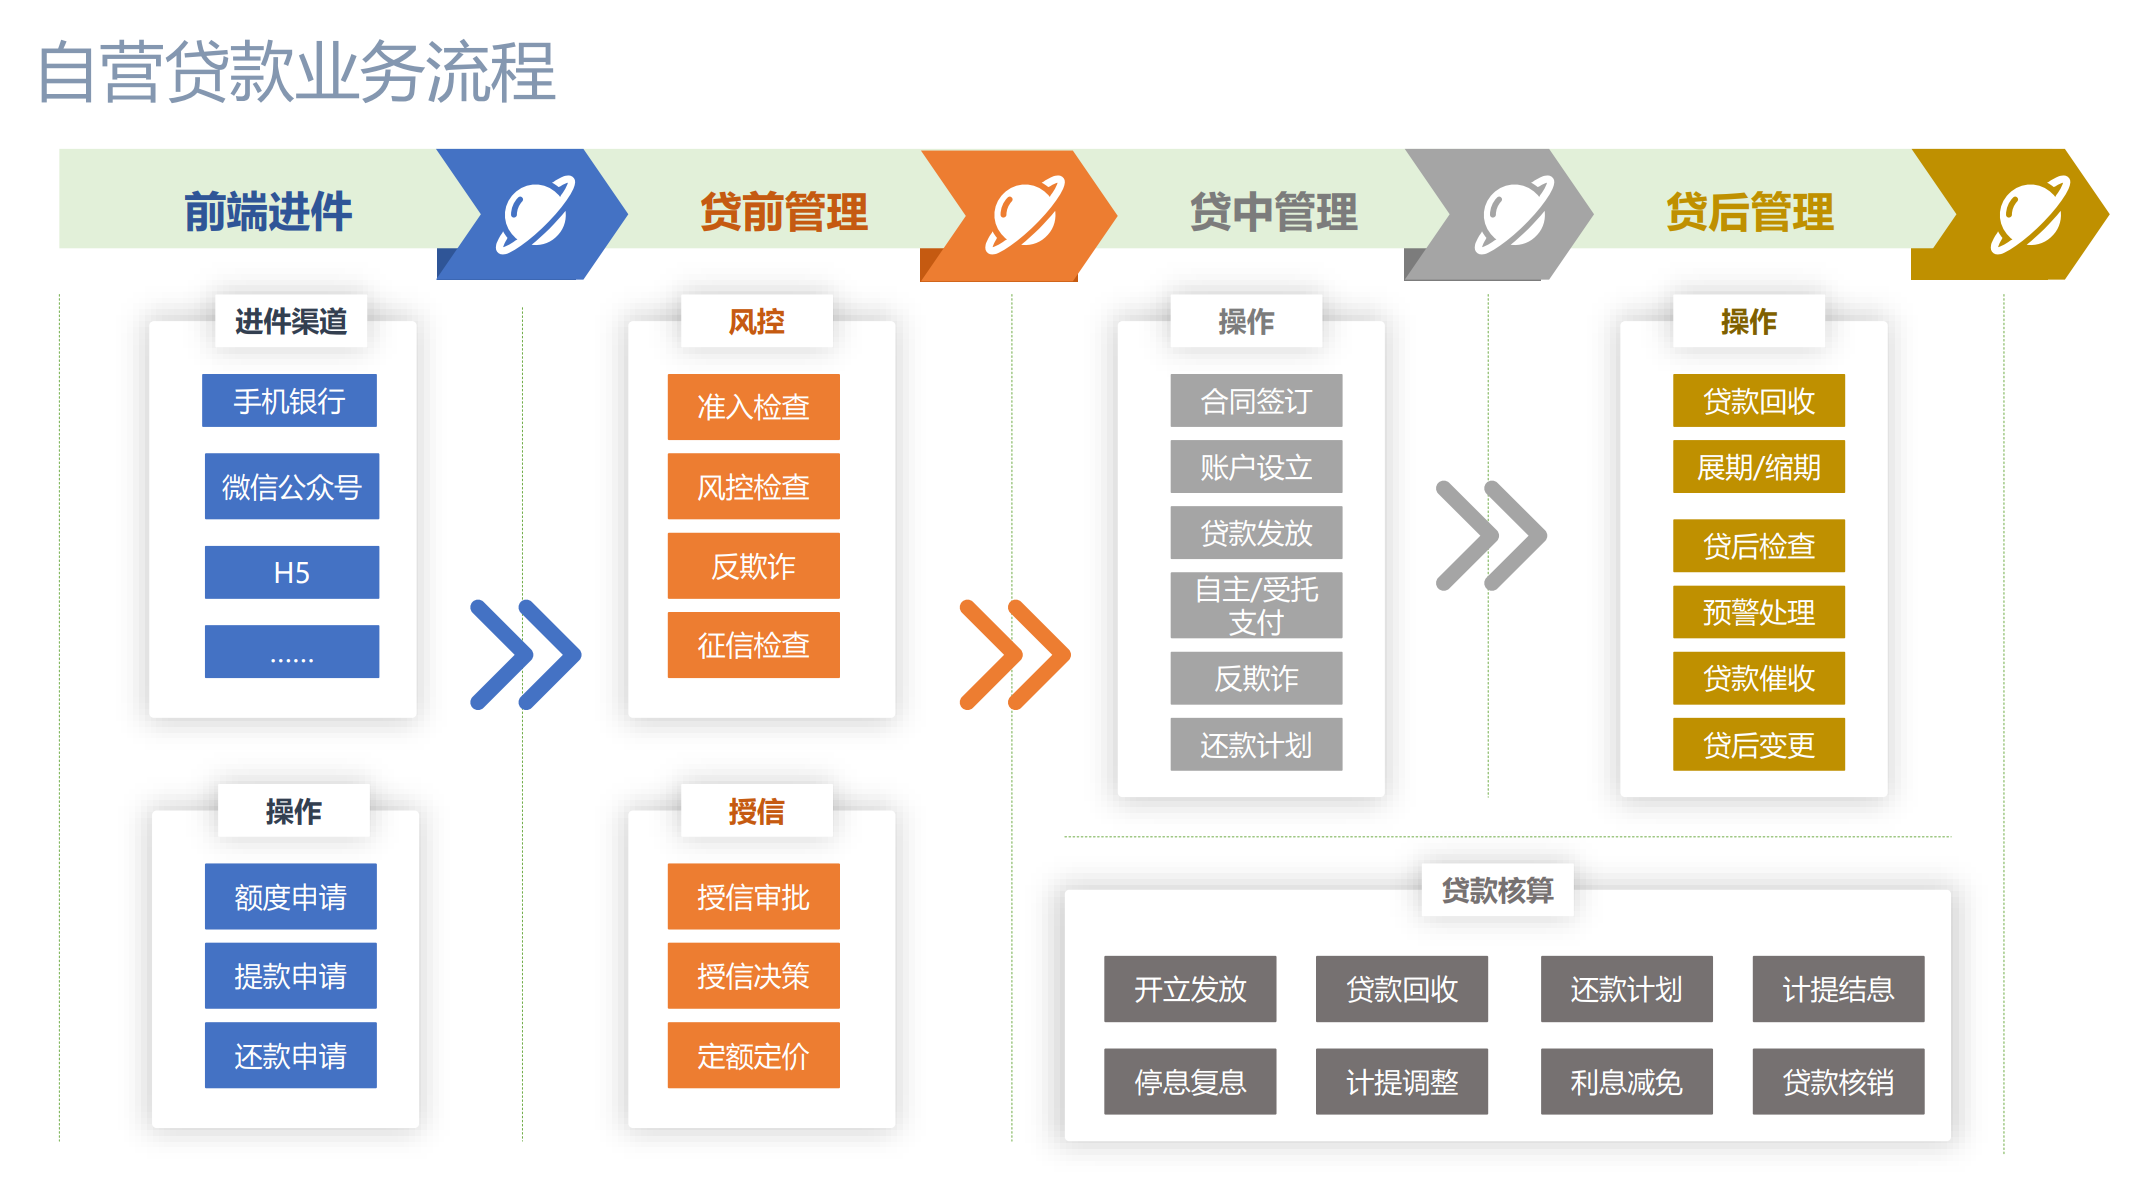 自营贷款业务流程
前端进件
贷前管理
贷中管理
贷后管理
进件渠道
手机银行
微信公众号
H5
......
操作
额度申请
提款申请
还款申请
风控
准入检查
风控检查
反欺诈
征信检查
授信
授信审批
授信决策
定额定价
操作
合同签订
账户设立
贷款发放
自主/受托
支付
反欺诈
还款计划
操作
贷款回收
展期/缩期
贷后检查
预警处理
贷款催收
贷后变更
贷款核算
开立发放
贷款回收
还款计划
计提结息
停息复息
计提调整
利息减免
贷款核销